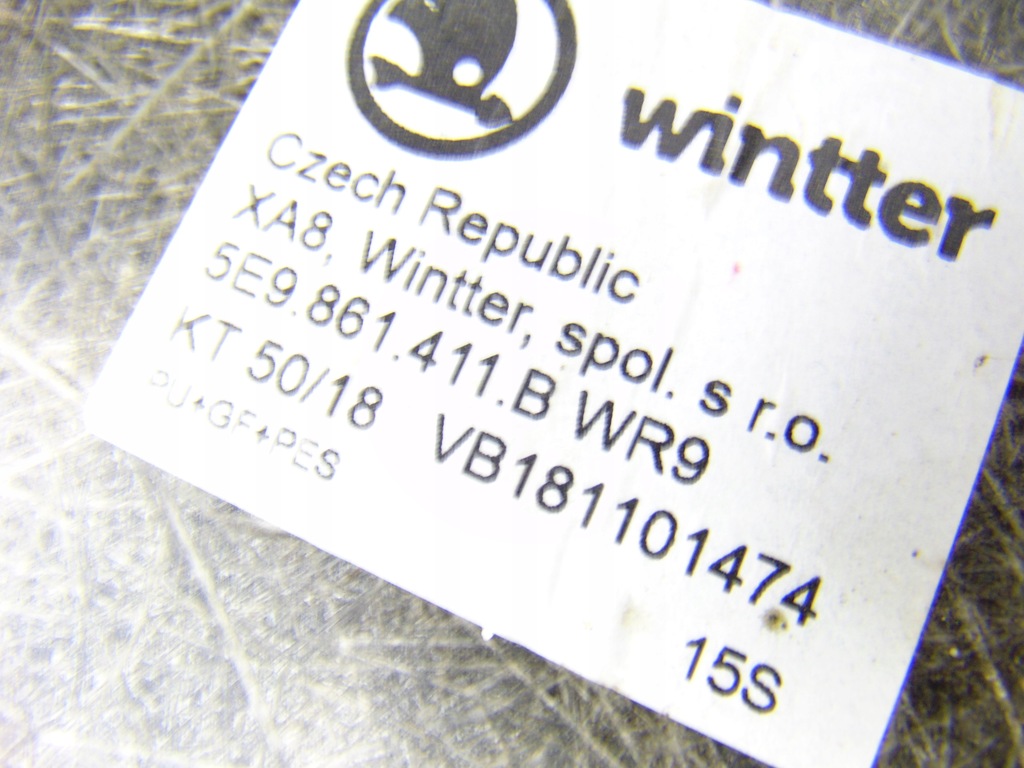 wintter
Czech Republic
XA8, Wintter, spol. s r.o.
5E9.861.411.B WR9
KT 50/18 VB181101474
PU+GF+PES
15S